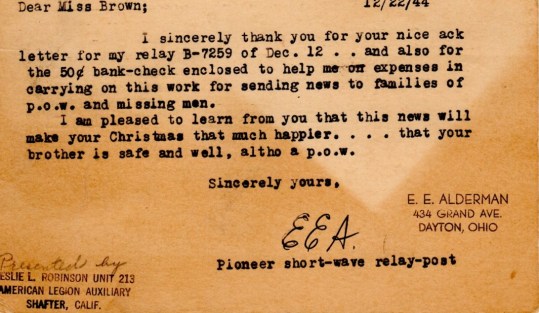 Dear Miss Brown;
12/22/44
I sincerely thank you for your nice ack
letter for my relay B-7259 of Dec. 12 . . and also for
the 50¢ bank-check enclosed to help me on expenses in
carrying on this work for sending news to families of
p.o.w. and missing men.
I am pleased to learn from you that this news will
make your Christmas that much happier. . . . that your
brother is safe and well, altho a p.o.w.
Sincerely yours,
E. E. ALDERMAN
434 GRAND AVE.
DAYTON, OHIO
EEA.
Pioneer short-wave relay-post
Presented by
ESLIE L. ROBINSON UNIT 213
AMERICAN LEGION AUXILIARY
SHAFTER, CALIF.